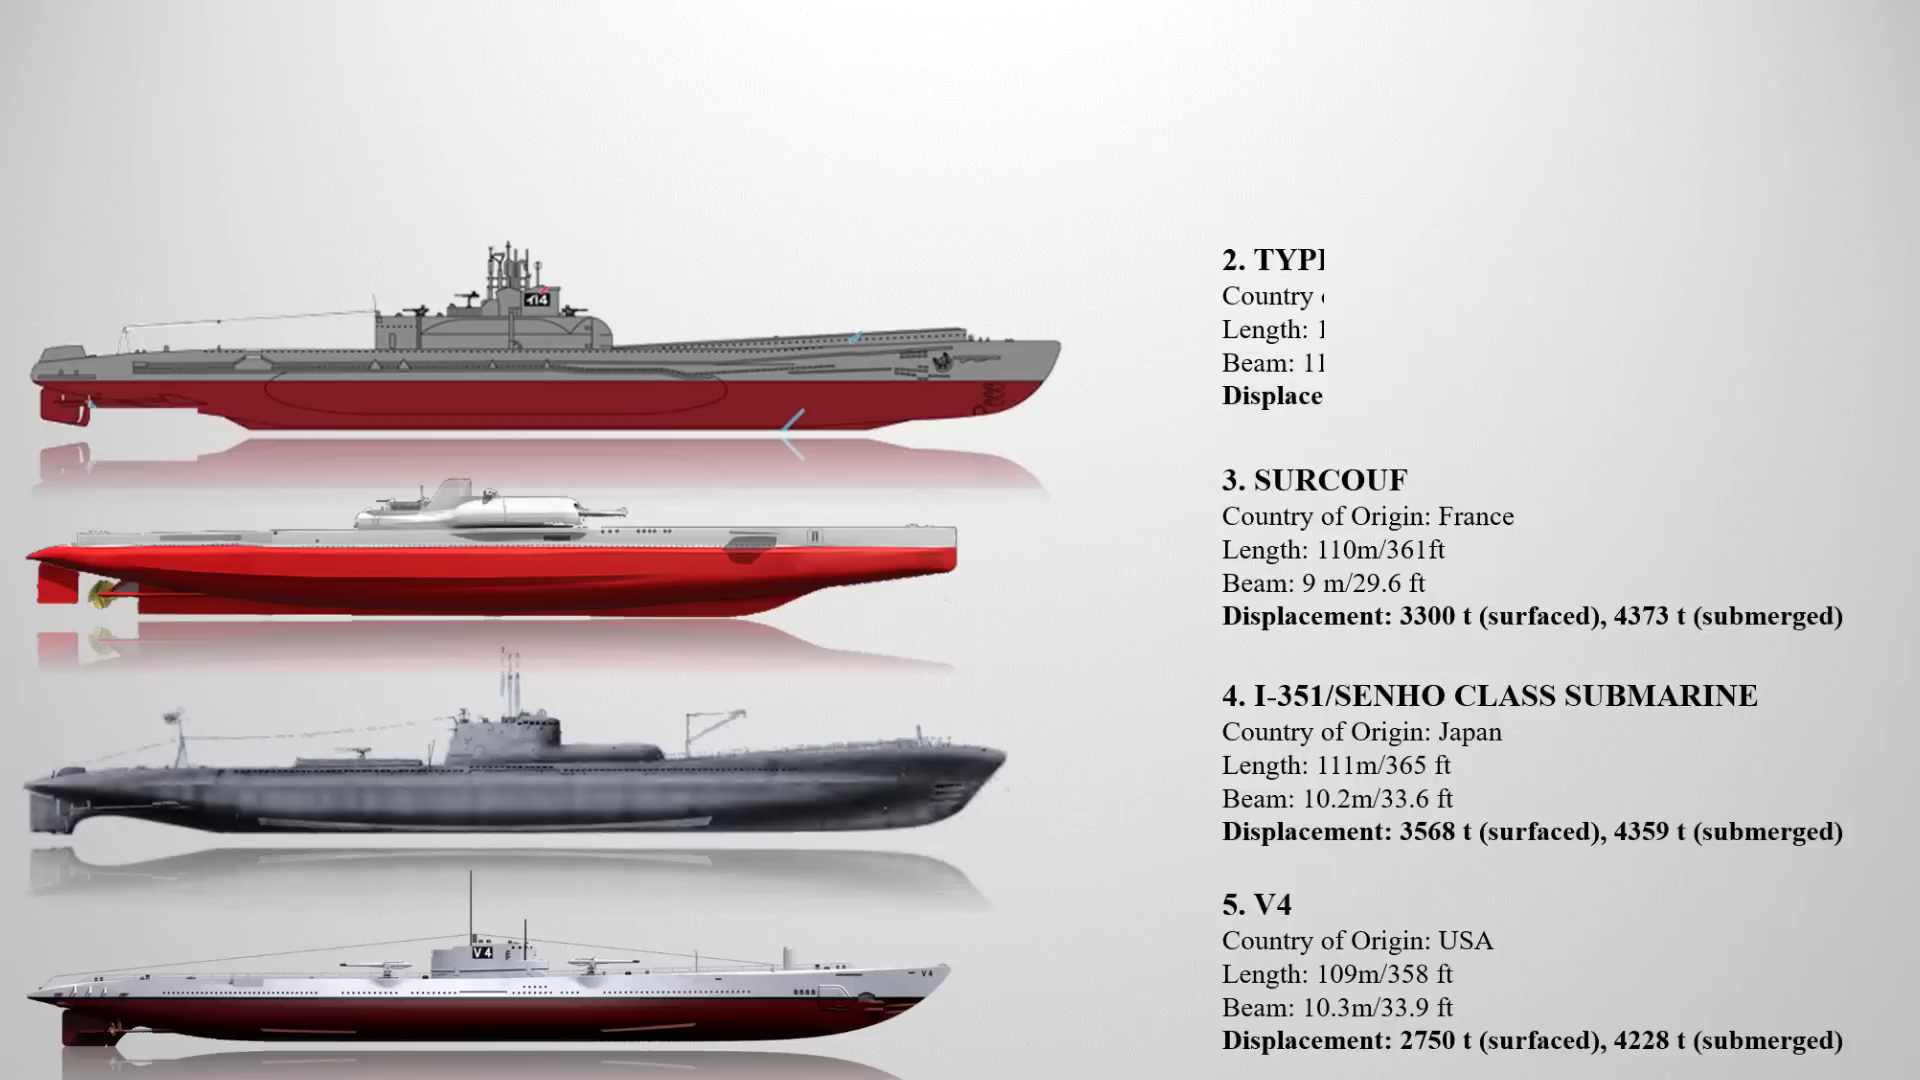 2. TYP
Country
Length: 1
Beam: 11
Displace
3. SURCOUF
Country of Origin: France
Length: 110m/361ft
Beam: 9 m/29.6 ft
Displacement: 3300 t (surfaced), 4373 t (submerged)
4. I-351/SENHO CLASS SUBMARINE
Country of Origin: Japan
Length: 111m/365 ft
Beam: 10.2m/33.6 ft
Displacement: 3568 t (surfaced), 4359 t (submerged)
V4
V4
5. V4
Country of Origin: USA
Length: 109m/358 ft
Beam: 10.3m/33.9 ft
Displacement: 2750 t (surfaced), 4228 t (submerged)